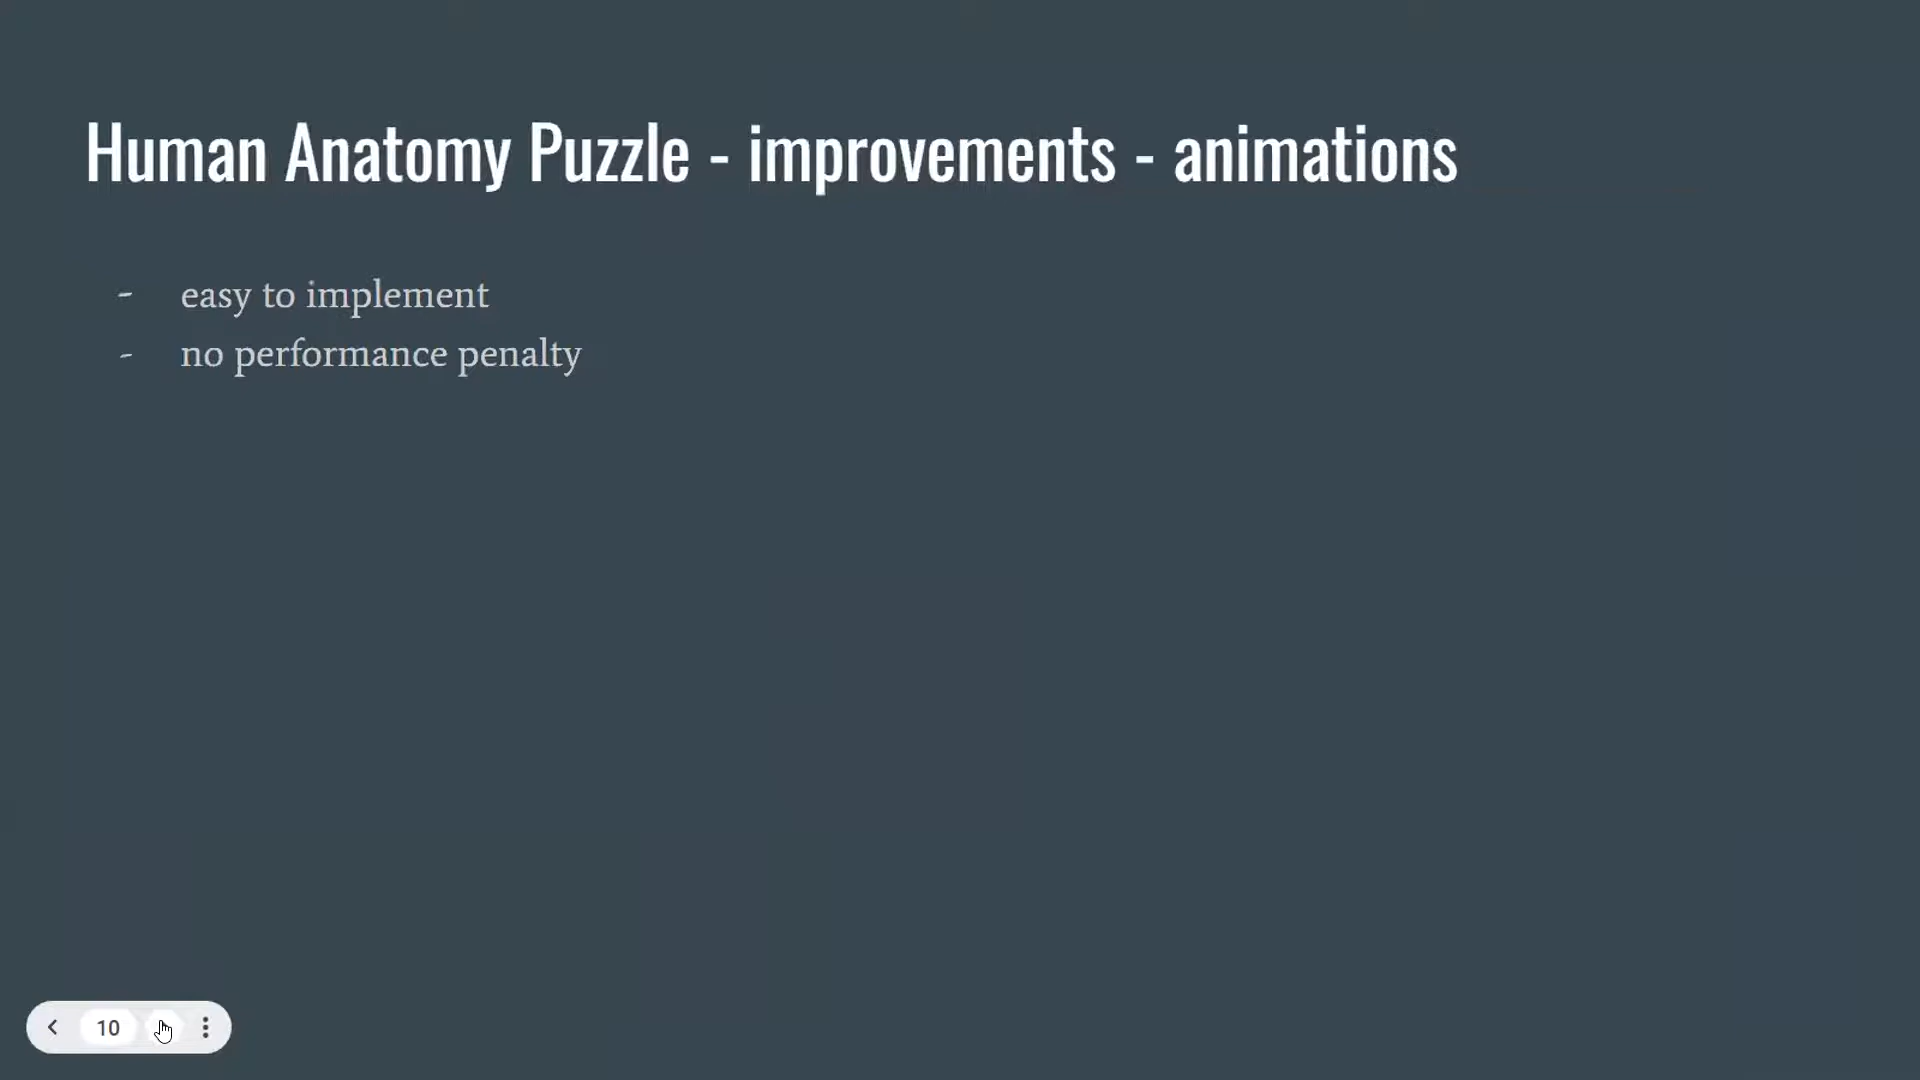 Human Anatomy Puzzle - improvements - animations
- easy to implement
- no performance penalty
10